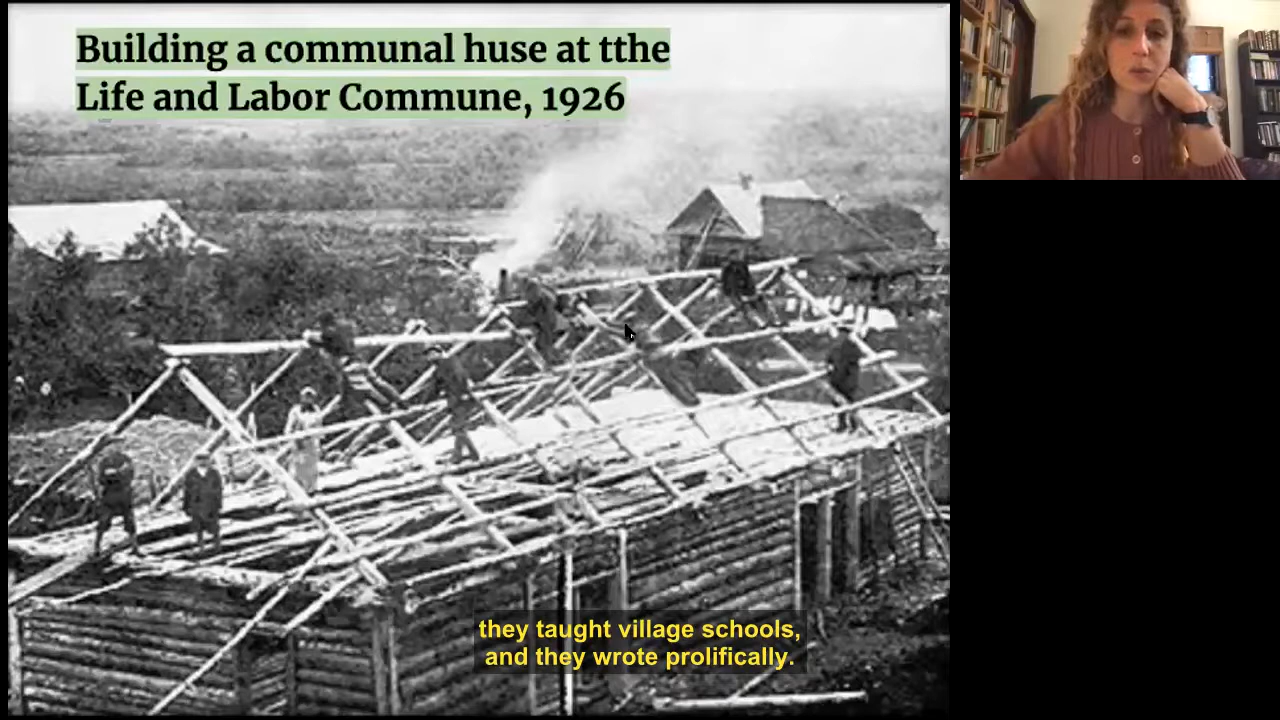 Building a communal huse at tthe
Life and Labor Commune, 1926
they taught village schools,
and they wrote prolifically.